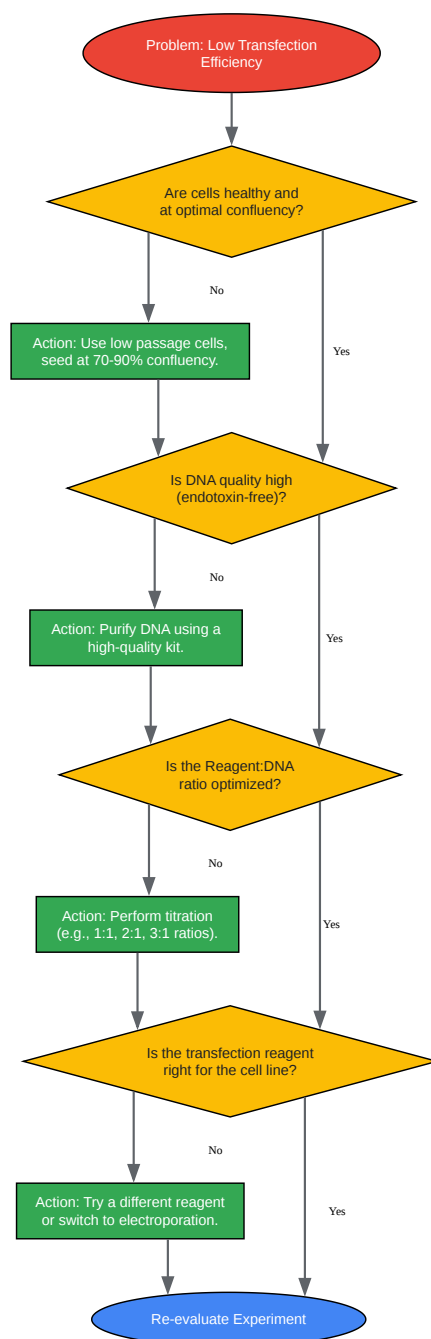 Problem: Low Transfection
Efficiency
Are cells healthy and
at optimal confluency?
No
Action: Use low passage cells,
seed at 70-90% confluency.
Yes
Is DNA quality high
(endotoxin-free)?
No
Action: Purify DNA using a
high-quality kit.
Yes
Is the Reagent:DNA
ratio optimized?
No
Action: Perform titration
(e.g., 1:1, 2:1, 3:1 ratios).
Yes
Is the transfection reagent
right for the cell line?
No
Action: Try a different reagent
or switch to electroporation.
Yes
Re-evaluate Experiment